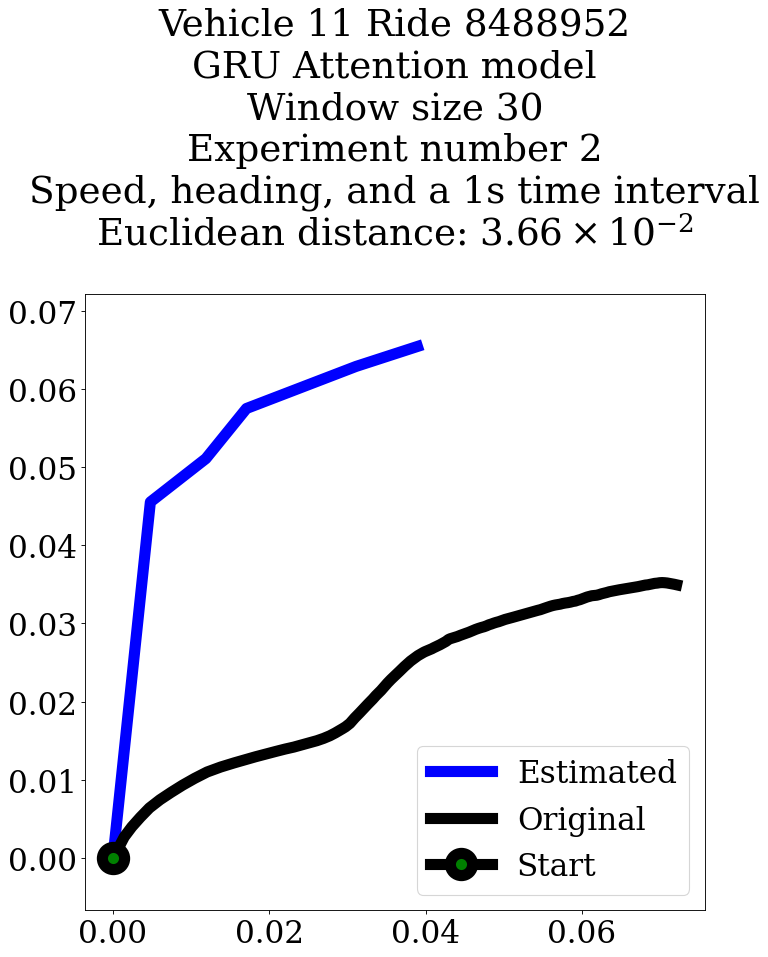 Vehicle 11 Ride 8488952
GRU Attention model
Window size 30
Experiment number 2
Speed, heading, and a 1s time interval
Euclidean distance: 3.66 × 10⁻²
0.07
0.06
0.05
0.04
0.03
0.02
0.01
0.00
Estimated
Original
Start
0.00 0.02 0.04 0.06